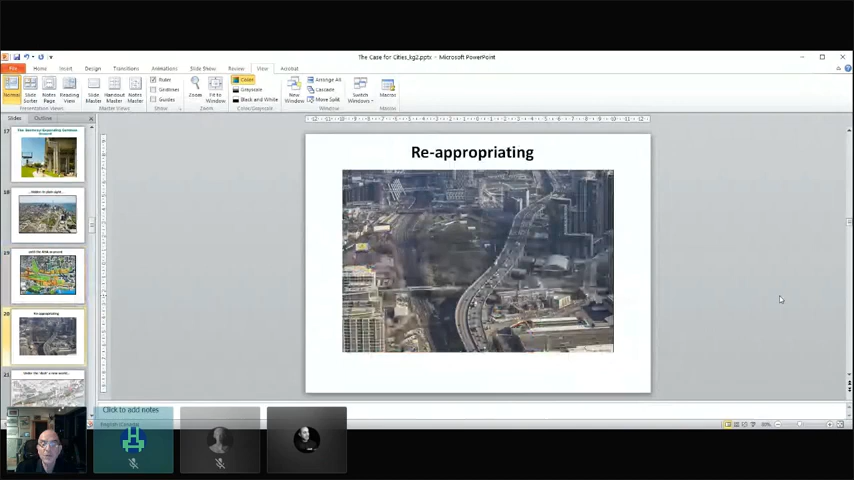 The Case for Cities_kg2.pptx - Microsoft PowerPoint
File Home Insert Design Transitions Animations Slide Show Review View Acrobat
Normal Slide Sorter Notes Page Reading View
Presentation Views
Slide Master Handout Master Notes Master
Master Views
Ruler
Gridlines
Guides
Show
Zoom Fit to Window
Zoom
Color
Grayscale
Black and White
Color/Grayscale
New Window
Arrange All
Cascade
Move Split
Window
Switch Windows
Macros
Macros
Slides Outline
17
18
19
20
Re-appropriating
21
Re-appropriating
Click to add notes
English (Canada)